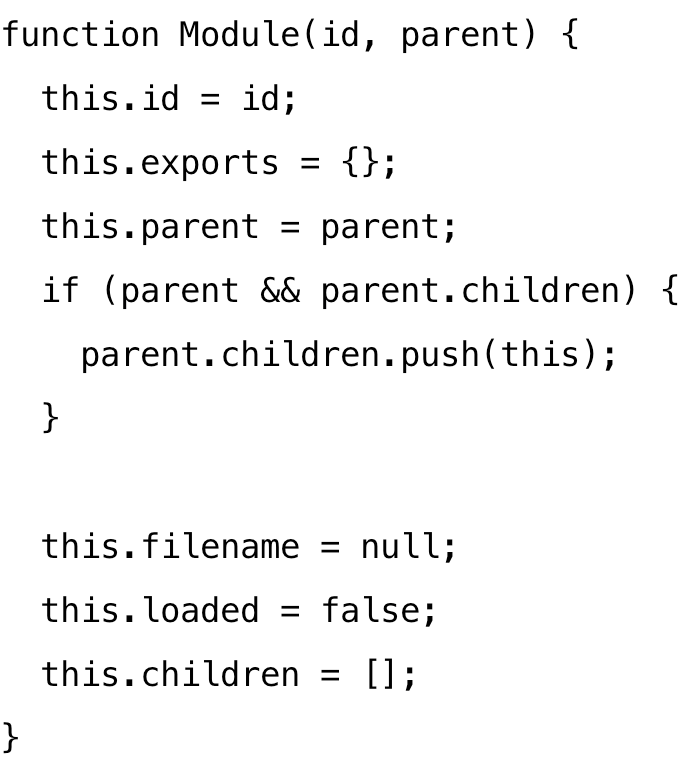 function Module(id, parent) {
  this.id = id;
  this.exports = {};
  this.parent = parent;
  if (parent && parent.children) {
    parent.children.push(this);
  }

  this.filename = null;
  this.loaded = false;
  this.children = [];
}